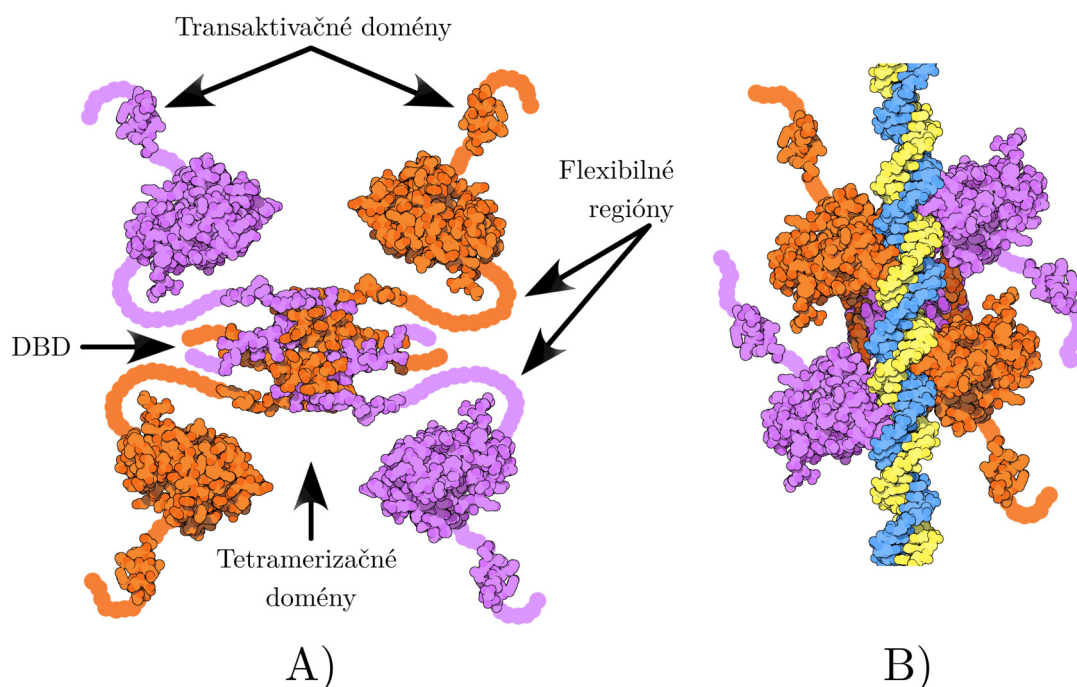 Transaktivačné domény
Flexibilné
regióny
DBD
Tetramerizačné
domény
A)
B)